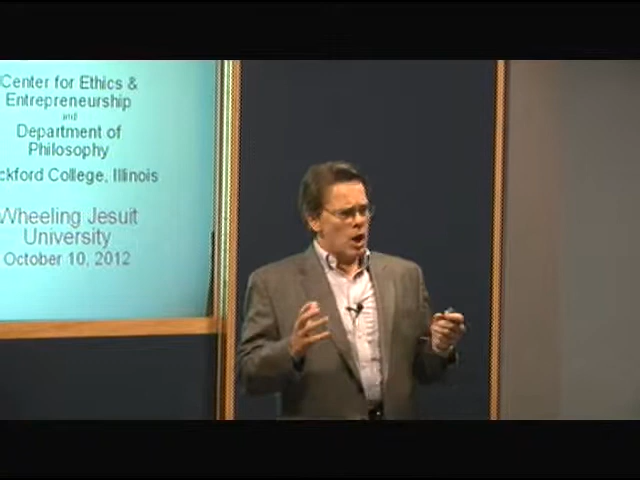 Center for Ethics &
Entrepreneurship
and
Department of
Philosophy
ckford College, Illinois
Wheeling Jesuit
University
October 10, 2012